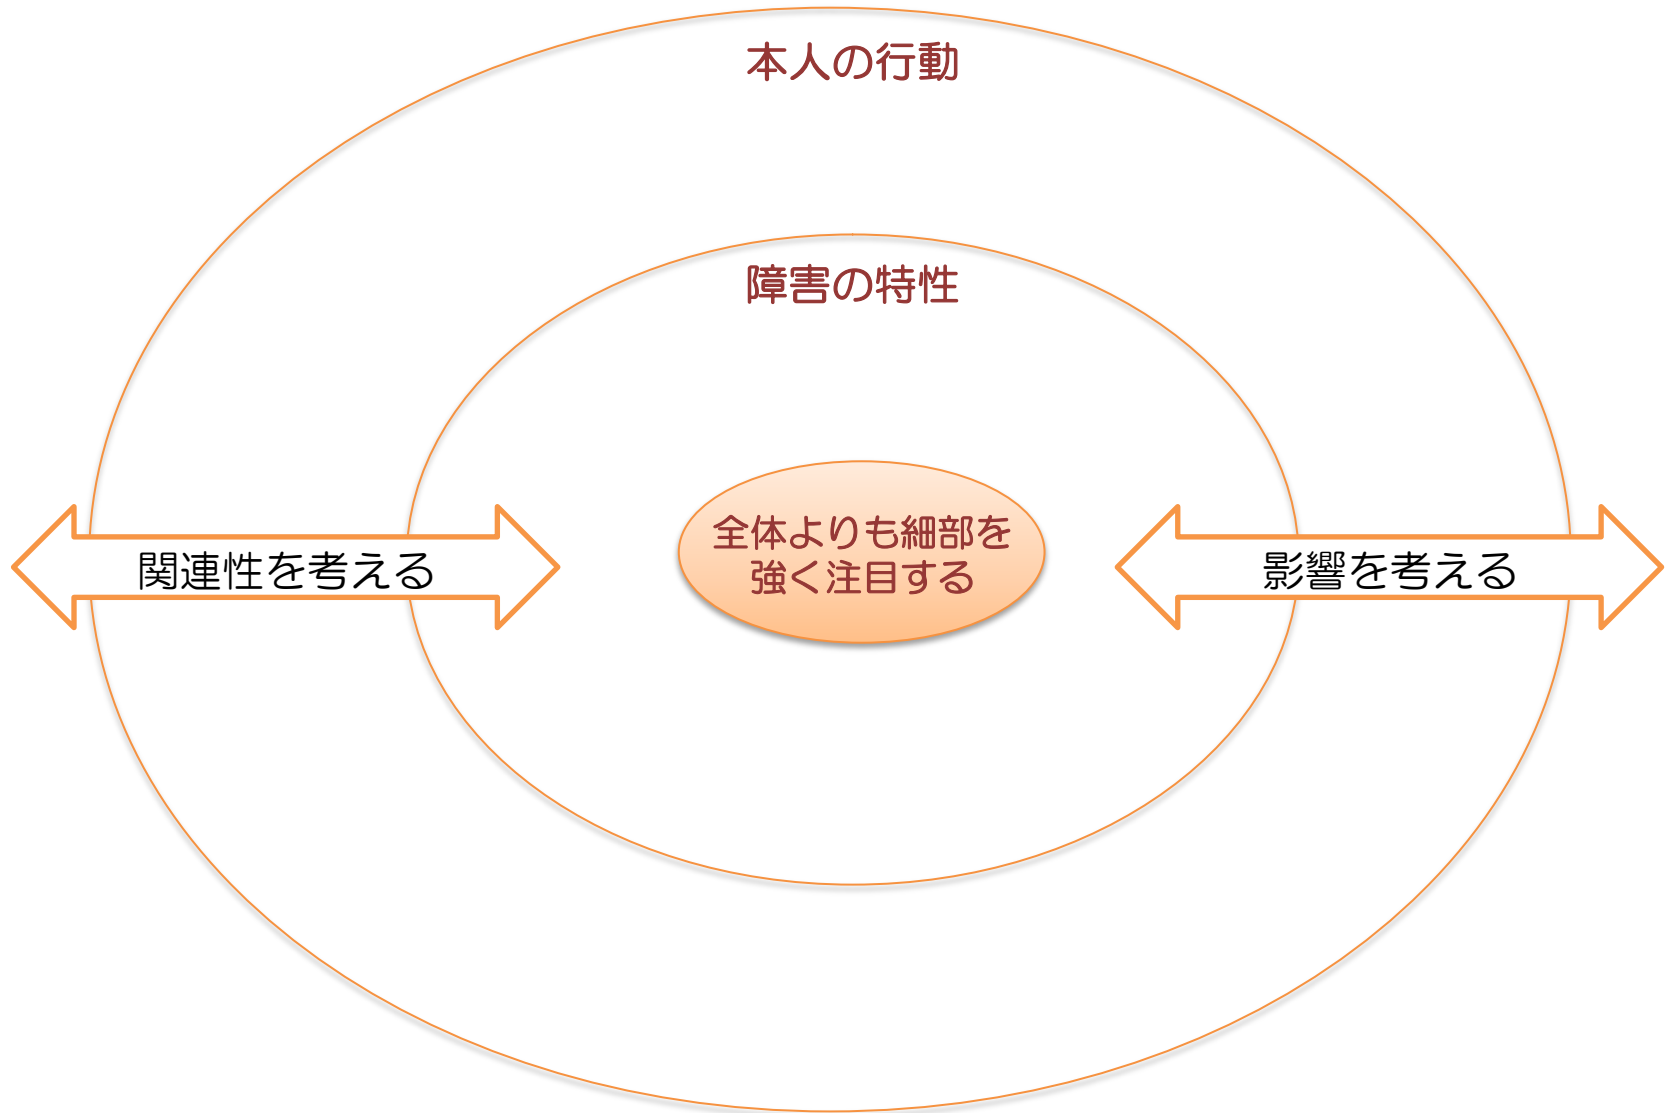 本人の行動
障害の特性
全体よりも細部を
強く注目する
関連性を考える
影響を考える